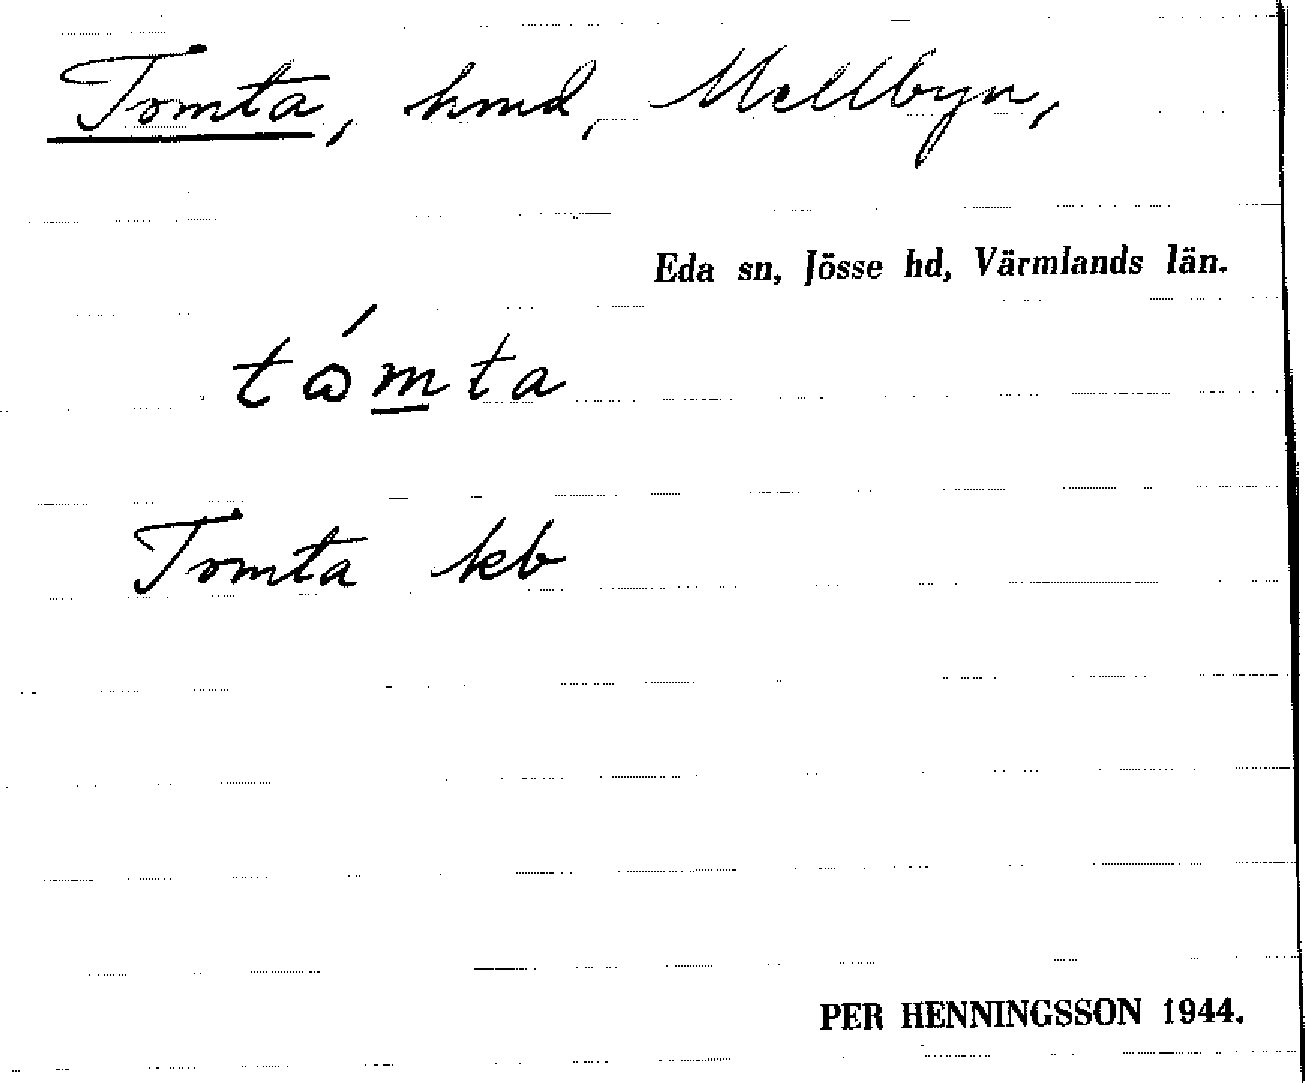 Tomta, hmd, Mellbyn,
Eda sn, Jösse hd, Värmlands län.
tómta
Tomta kb
PER HENNINGSSON 1944.